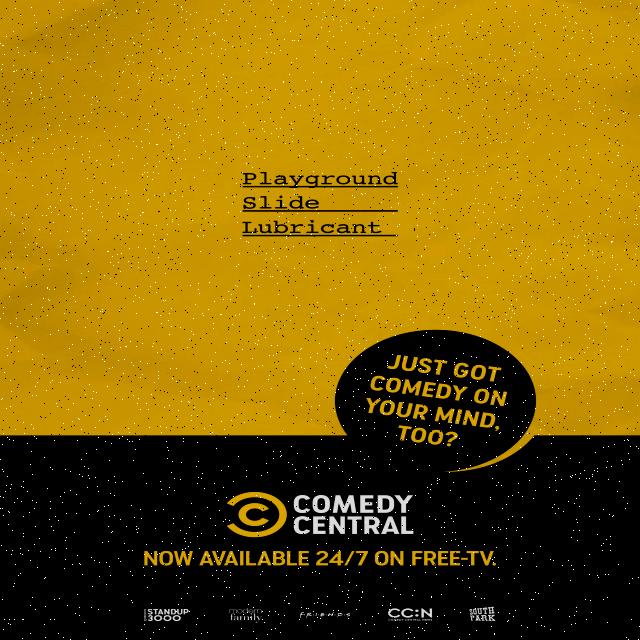 Playground
Slide
Lubricant
JUST GOT
COMEDY ON
YOUR MIND,
TOO?
COMEDY
CENTRAL
NOW AVAILABLE 24/7 ON FREE-TV.
STANDUP
3000
modern
family
FRIENDS
CC:N
SOUTH
PARK